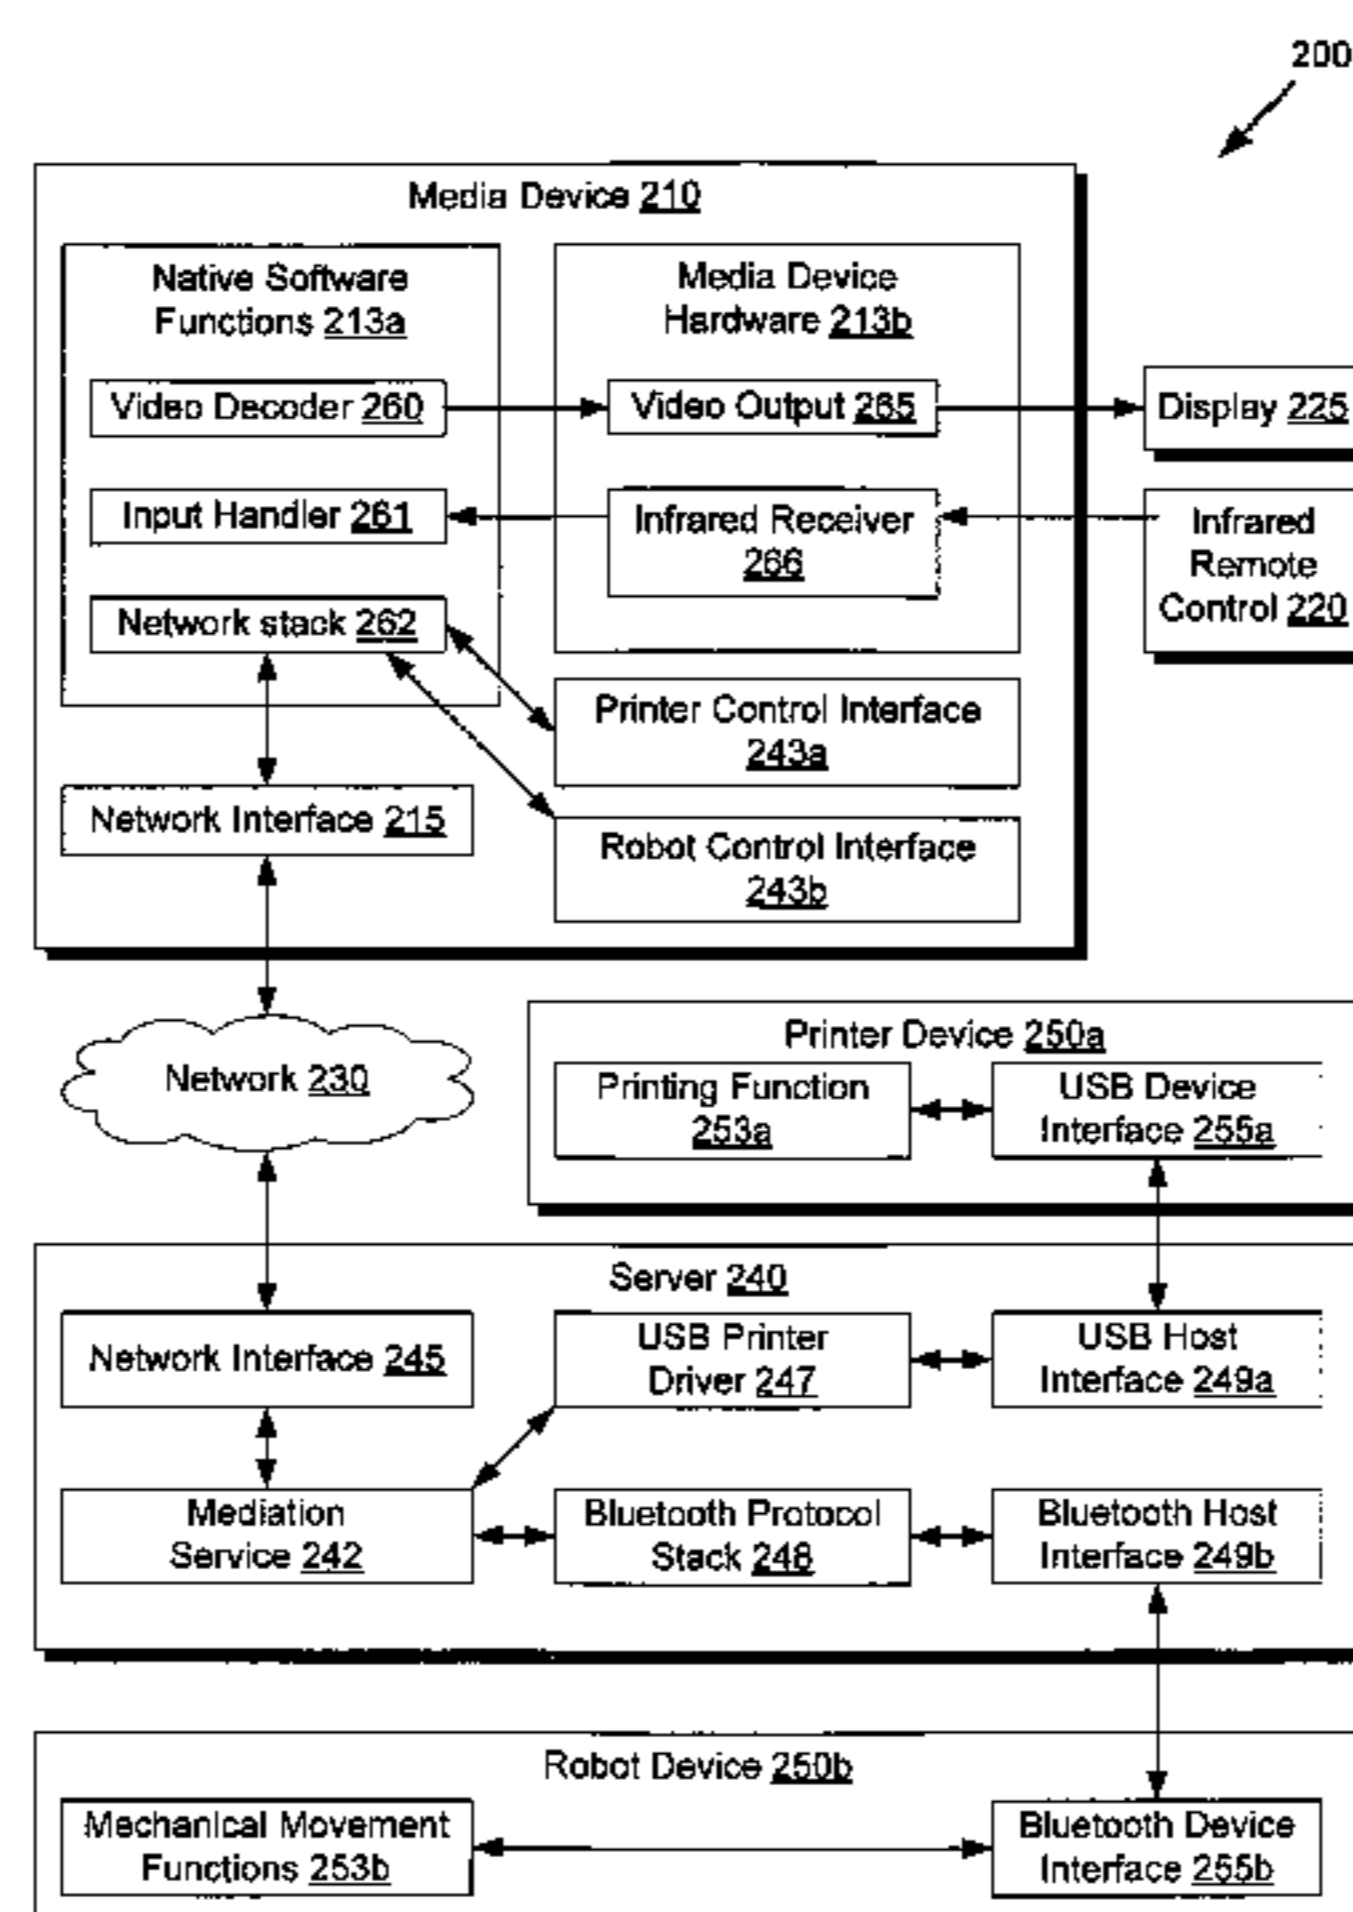 200
Media Device 210
Native Software
Functions 213a
Media Device
Hardware 213b
Video Decoder 260
Video Output 265
Display 225
Input Handler 261
Infrared Receiver
266
Infrared
Remote
Control 220
Network stack 262
Printer Control Interface
243a
Network Interface 215
Robot Control Interface
243b
Network 230
Printer Device 250a
Printing Function
253a
USB Device
Interface 255a
Server 240
Network Interface 245
USB Printer
Driver 247
USB Host
Interface 249a
Mediation
Service 242
Bluetooth Protocol
Stack 248
Bluetooth Host
Interface 249b
Robot Device 250b
Mechanical Movement
Functions 253b
Bluetooth Device
Interface 255b